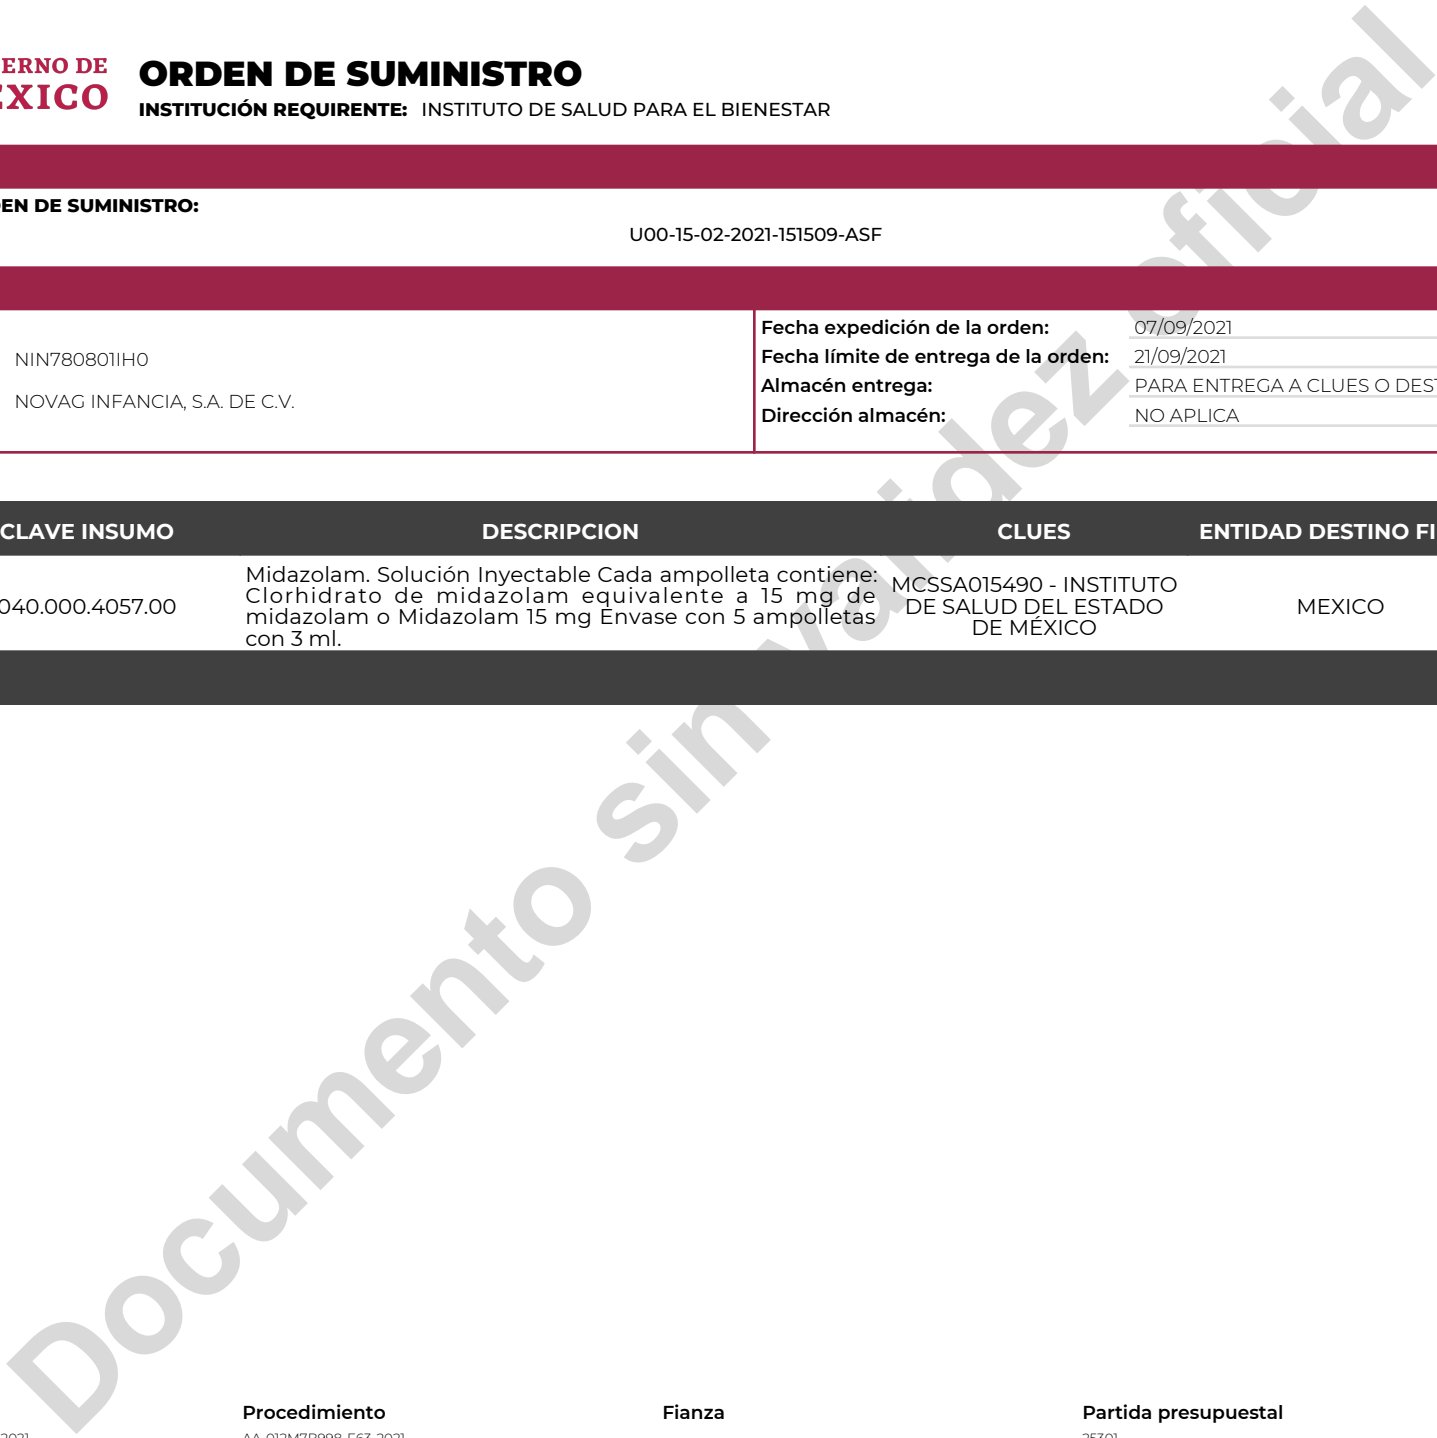 ERNO DE
ORDEN DE SUMINISTRO
INSTITUCIÓN REQUIRENTE: INSTITUTO DE SALUD PARA EL BIENESTAR
EN DE SUMINISTRO:
U00-15-02-2021-151509-ASF
NIN780801IH0
NOVAG INFANCIA, S.A. DE C.V.
Fecha expedición de la orden: 07/09/2021
Fecha límite de entrega de la orden: 21/09/2021
Almacén entrega: PARA ENTREGA A CLUES O DES
Dirección almacén: NO APLICA
CLAVE INSUMO DESCRIPCION CLUES ENTIDAD DESTINO FI
040.000.4057.00
Midazolam. Solución Inyectable Cada ampolleta contiene:
Clorhidrato de midazolam equivalente a 15 mg de
midazolam o Midazolam 15 mg Envase con 5 ampolletas
con 3 ml.
MCSSA015490 - INSTITUTO
DE SALUD DEL ESTADO
DE MÉXICO
MEXICO
Documento sin validez oficial
Procedimiento Fianza Partida presupuestal